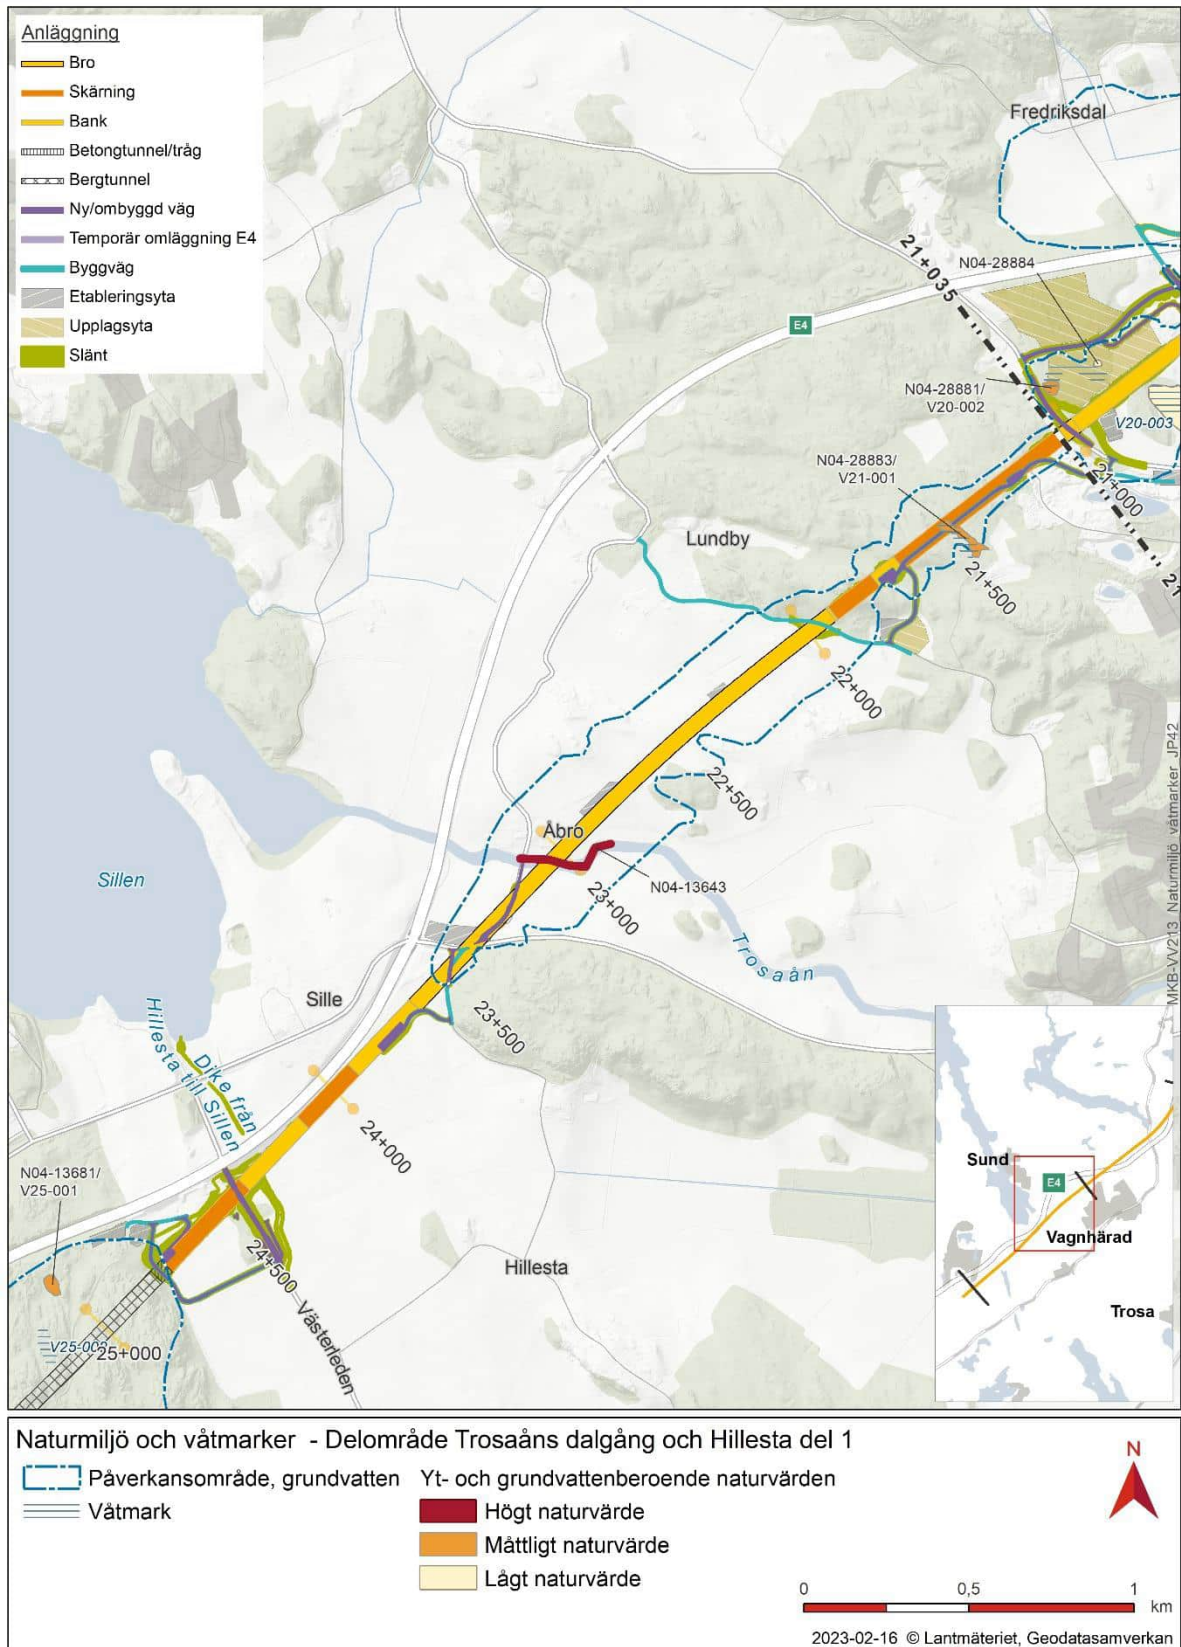 Anläggning
Bro
Skärning
Bank
Betongtunnel/tråg
Bergtunnel
Ny/ombyggd väg
Temporär omläggning E4
Byggväg
Etableringsyta
Upplagsyta
Slänt
Fredriksdal
21+035
N04-28884
E4
N04-28881/
V20-002
V20-003
N04-28883/
V21-001
21+000
Lundby
21+500
21
22+000
22+500
Åbro
N04-13643
23+000
Sillen
Trosaån
Sille
23+500
Dike från
Hillesta till Sillen
24+000
N04-13681/
V25-001
Hillesta
24+500
Västerleden
V25-002
25+000
MKB-VV213_Naturmiljö_våtmarker_JP42
Sund
E4
Vagnhärad
Trosa
Naturmiljö och våtmarker - Delområde Trosaåns dalgång och Hillesta del 1
Påverkansområde, grundvatten
Våtmark
Yt- och grundvattenberoende naturvärden
Högt naturvärde
Måttligt naturvärde
Lågt naturvärde
N
0 0,5 1
km
2023-02-16 © Lantmäteriet, Geodatasamverkan